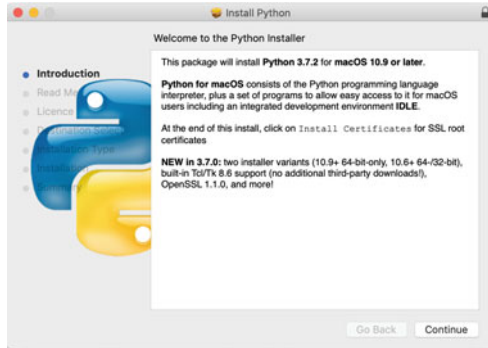 Install Python
Welcome to the Python Installer
Introduction
Read Me
Licence
Destination Select
Installation Type
Installation
Summary
This package will install Python 3.7.2 for macOS 10.9 or later.
Python for macOS consists of the Python programming language
interpreter, plus a set of programs to allow easy access to it for macOS
users including an integrated development environment IDLE.
At the end of this install, click on Install Certificates for SSL root
certificates
NEW in 3.7.0: two installer variants (10.9+ 64-bit-only, 10.6+ 64-/32-bit),
built-in Tcl/Tk 8.6 support (no additional third-party downloads!),
OpenSSL 1.1.0, and more!
Go Back
Continue